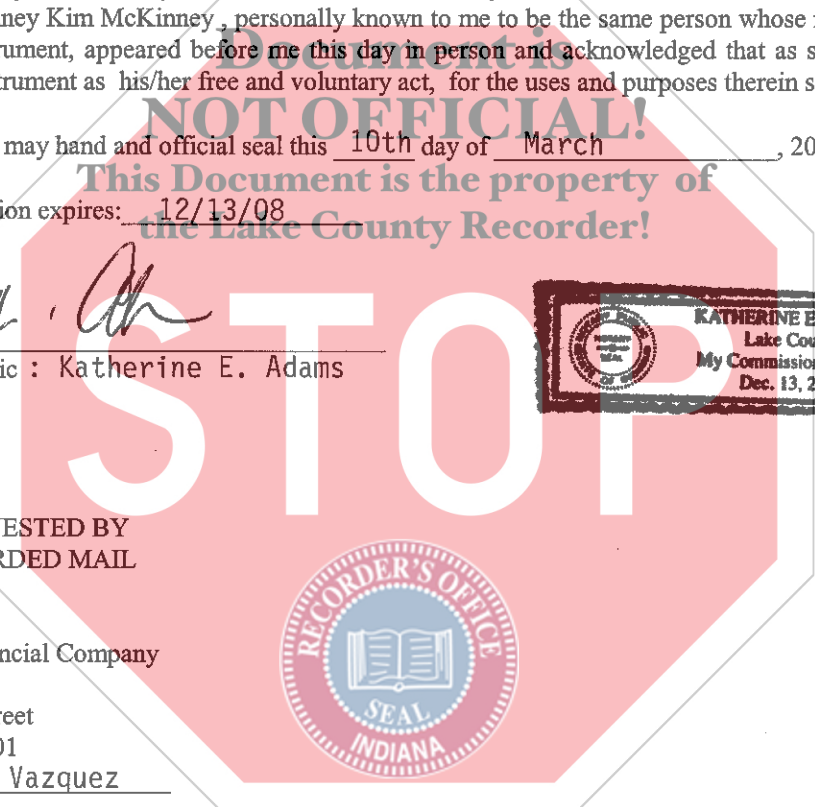 ney Kim McKinney , personally known to me to be the same person whose
rument, appeared before me this day in person and acknowledged that as s
trument as his/her free and voluntary act, for the uses and purposes therein s
Document is
NOT OFFICIAL!
may hand and official seal this 10th day of March , 20
This Document is the property of
ion expires: 12/13/08
the Lake County Recorder!
STOP
KATHERINE E
Lake Cou
My Commission
Dec. 13, 2
ic : Katherine E. Adams
ESTED BY
RDED MAIL
RECORDER'S OFFICE
SEAL
INDIANA
ncial Company
reet
01
Vazquez